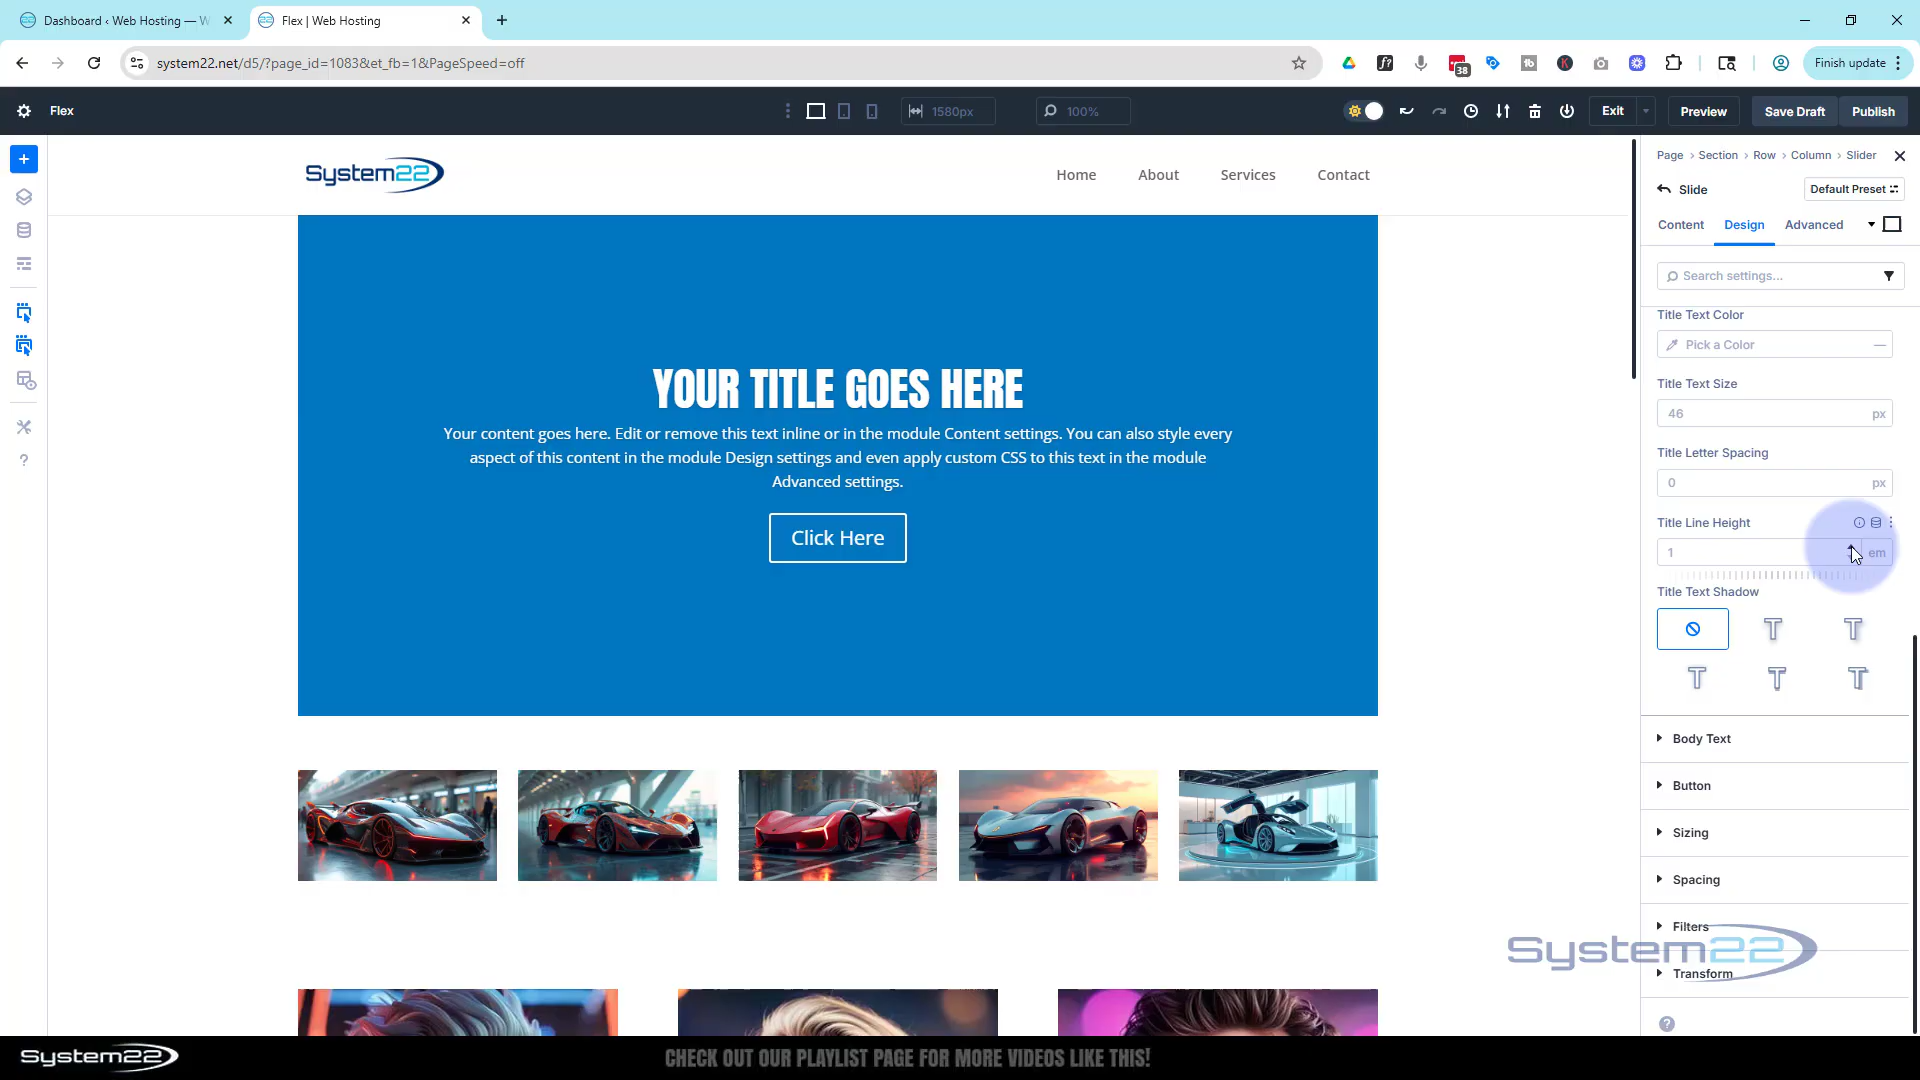 Dashboard ‹ Web Hosting — W
Flex | Web Hosting
system22.net/d5/?page_id=1083&et_fb=1&PageSpeed=off
38
Finish update
Flex
1580px
100%
Exit
Preview
Save Draft
Publish
System22
Home
About
Services
Contact
YOUR TITLE GOES HERE
Your content goes here. Edit or remove this text inline or in the module Content settings. You can also style every
aspect of this content in the module Design settings and even apply custom CSS to this text in the module
Advanced settings.
Click Here
Page › Section › Row › Column › Slider
Slide
Default Preset
Content
Design
Advanced
Search settings...
Title Text Color
Pick a Color
Title Text Size
46
px
Title Letter Spacing
0
px
Title Line Height
1
em
Title Text Shadow
Body Text
Button
Sizing
Spacing
Filters
System22
Transform
System22
CHECK OUT OUR PLAYLIST PAGE FOR MORE VIDEOS LIKE THIS!